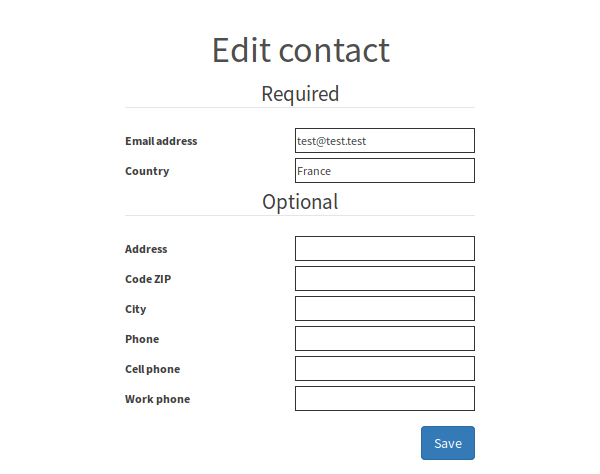 Edit contact
Required
Email address test@test.test
Country France
Optional
Address
Code ZIP
City
Phone
Cell phone
Work phone
Save